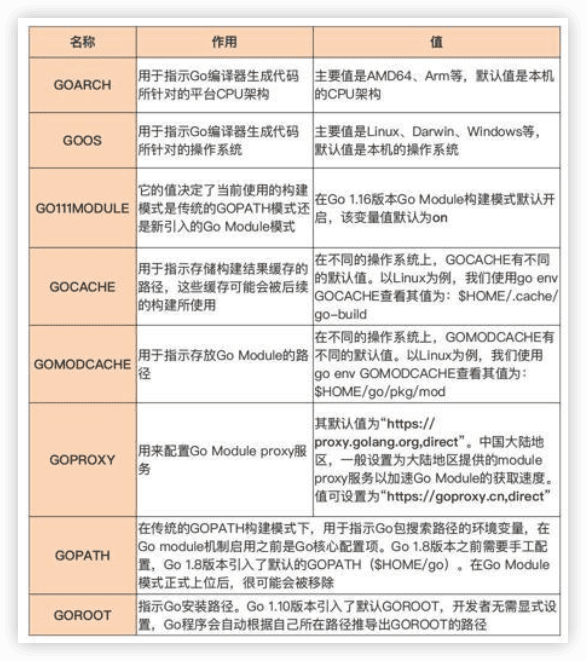 名称 作用 值
GOARCH
用于指示Go编译器生成代码
所针对的平台CPU架构
主要值是AMD64、Arm等，默认值是本机
的CPU架构
GOOS
用于指示Go编译器生成代码
所针对的操作系统
主要值是Linux、Darwin、Windows等，
默认值是本机的操作系统
GO111MODULE
它的值决定了当前使用的构建
模式是传统的GOPATH模式还
是新引入的Go Module模式
在Go 1.16版本Go Module构建模式默认开
启，该变量值默认为on
GOCACHE
用于指示存储构建结果缓存的
路径，这些缓存可能会被后续
的构建所使用
在不同的操作系统上，GOCACHE有不同
的默认值。以Linux为例，我们使用go env
GOCACHE查看其值为：$HOME/.cache/
go-build
GOMODCACHE
用于指示存放Go Module的路
径
在不同的操作系统上，GOMODCACHE有
不同的默认值。以Linux为例，我们使用
go env GOMODCACHE查看其值为：
$HOME/go/pkg/mod
GOPROXY
用来配置Go Module proxy服
务
其默认值为“https://
proxy.golang.org,direct”。中国大陆地
区，一般设置为大陆地区提供的module
proxy服务以加速Go Module的获取速度。
值可设置为“https://goproxy.cn,direct”
GOPATH
在传统的GOPATH构建模式下，用于指示Go包搜索路径的环境变量，在
Go module机制启用之前是Go核心配置项。Go 1.8版本之前需要手工配
置，Go 1.8版本引入了默认的GOPATH（$HOME/go）。在Go Module
模式正式上位后，很可能会被移除
GOROOT
指示Go安装路径。Go 1.10版本引入了默认GOROOT，开发者无需显式设
置，Go程序会自动根据自己所在路径推导出GOROOT的路径